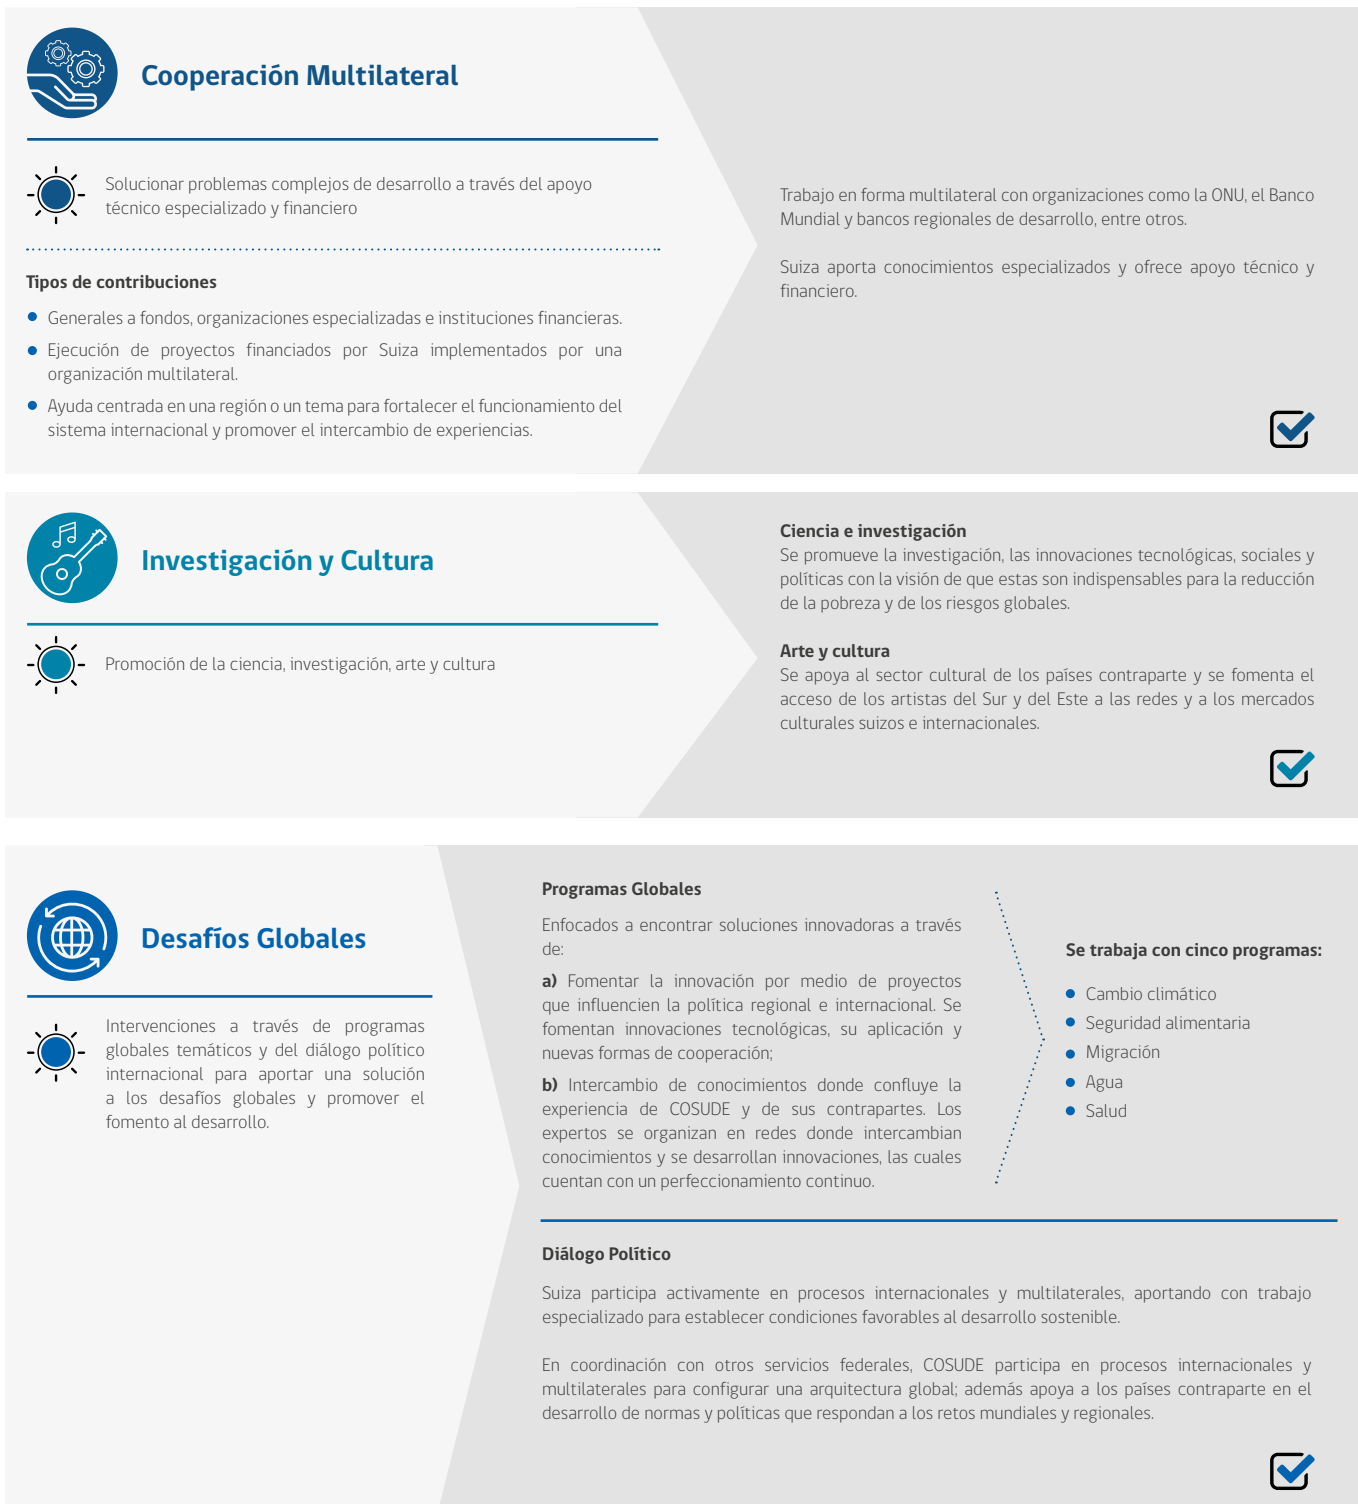 Cooperación Multilateral
Solucionar problemas complejos de desarrollo a través del apoyo
técnico especializado y financiero
Tipos de contribuciones
Generales a fondos, organizaciones especializadas e instituciones financieras.
Ejecución de proyectos financiados por Suiza implementados por una
organización multilateral.
Ayuda centrada en una región o un tema para fortalecer el funcionamiento del
sistema internacional y promover el intercambio de experiencias.
Trabajo en forma multilateral con organizaciones como la ONU, el Banco
Mundial y bancos regionales de desarrollo, entre otros.
Suiza aporta conocimientos especializados y ofrece apoyo técnico y
financiero.
Investigación y Cultura
Promoción de la ciencia, investigación, arte y cultura
Ciencia e investigación
Se promueve la investigación, las innovaciones tecnológicas, sociales y
políticas con la visión de que estas son indispensables para la reducción
de la pobreza y de los riesgos globales.
Arte y cultura
Se apoya al sector cultural de los países contraparte y se fomenta el
acceso de los artistas del Sur y del Este a las redes y a los mercados
culturales suizos e internacionales.
Desafíos Globales
Intervenciones a través de programas
globales temáticos y del diálogo político
internacional para aportar una solución
a los desafíos globales y promover el
fomento al desarrollo.
Programas Globales
Enfocados a encontrar soluciones innovadoras a través
de:
a) Fomentar la innovación por medio de proyectos
que influencien la política regional e internacional. Se
fomentan innovaciones tecnológicas, su aplicación y
nuevas formas de cooperación;
b) Intercambio de conocimientos donde confluye la
experiencia de COSUDE y de sus contrapartes. Los
expertos se organizan en redes donde intercambian
conocimientos y se desarrollan innovaciones, las cuales
cuentan con un perfeccionamiento continuo.
Se trabaja con cinco programas:
Cambio climático
Seguridad alimentaria
Migración
Agua
Salud
Diálogo Político
Suiza participa activamente en procesos internacionales y multilaterales, aportando con trabajo
especializado para establecer condiciones favorables al desarrollo sostenible.
En coordinación con otros servicios federales, COSUDE participa en procesos internacionales y
multilaterales para configurar una arquitectura global; además apoya a los países contraparte en el
desarrollo de normas y políticas que respondan a los retos mundiales y regionales.